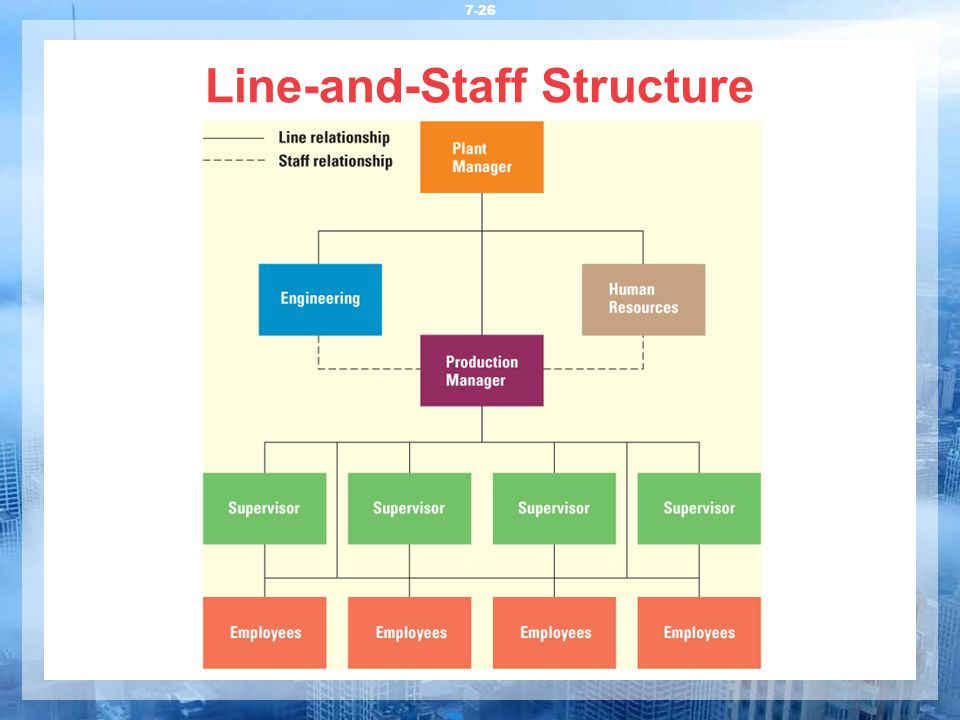 7-26
Line-and-Staff Structure
Line relationship
Staff relationship
Plant
Manager
Engineering
Human
Resources
Production
Manager
Supervisor
Supervisor
Supervisor
Supervisor
Employees
Employees
Employees
Employees